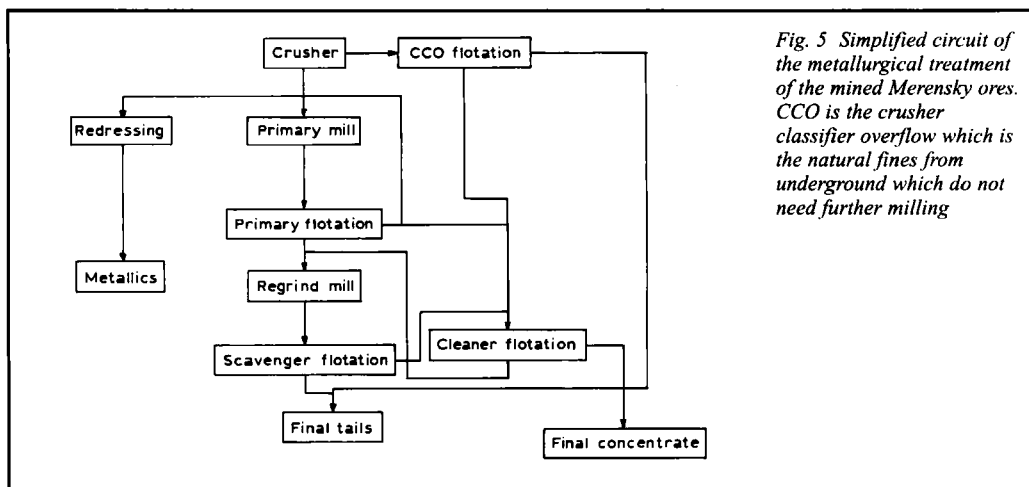 Crusher
CCO flotation
Redressing
Primary mill
Primary flotation
Metallics
Regrind mill
Cleaner flotation
Scavenger flotation
Final tails
Final concentrate
Fig. 5 Simplified circuit of
the metallurgical treatment
of the mined Merensky ores.
CCO is the crusher
classifier overflow which is
the natural fines from
underground which do not
need further milling